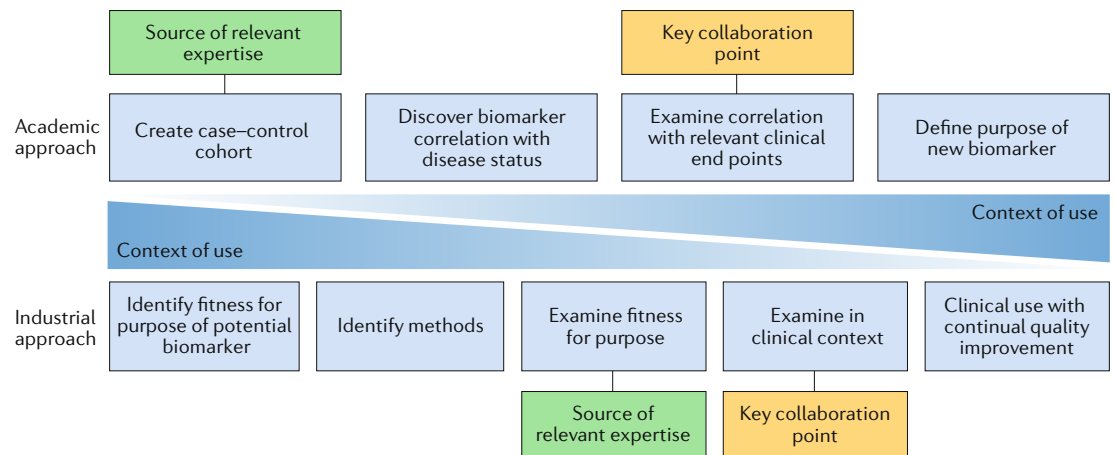 Source of relevant
expertise
Key collaboration
point
Academic
approach
Create case–control
cohort
Discover biomarker
correlation with
disease status
Examine correlation
with relevant clinical
end points
Define purpose of
new biomarker
Context of use
Context of use
Industrial
approach
Identify fitness for
purpose of potential
biomarker
Identify methods
Examine fitness
for purpose
Examine in
clinical context
Clinical use with
continual quality
improvement
Source of
relevant expertise
Key collaboration
point